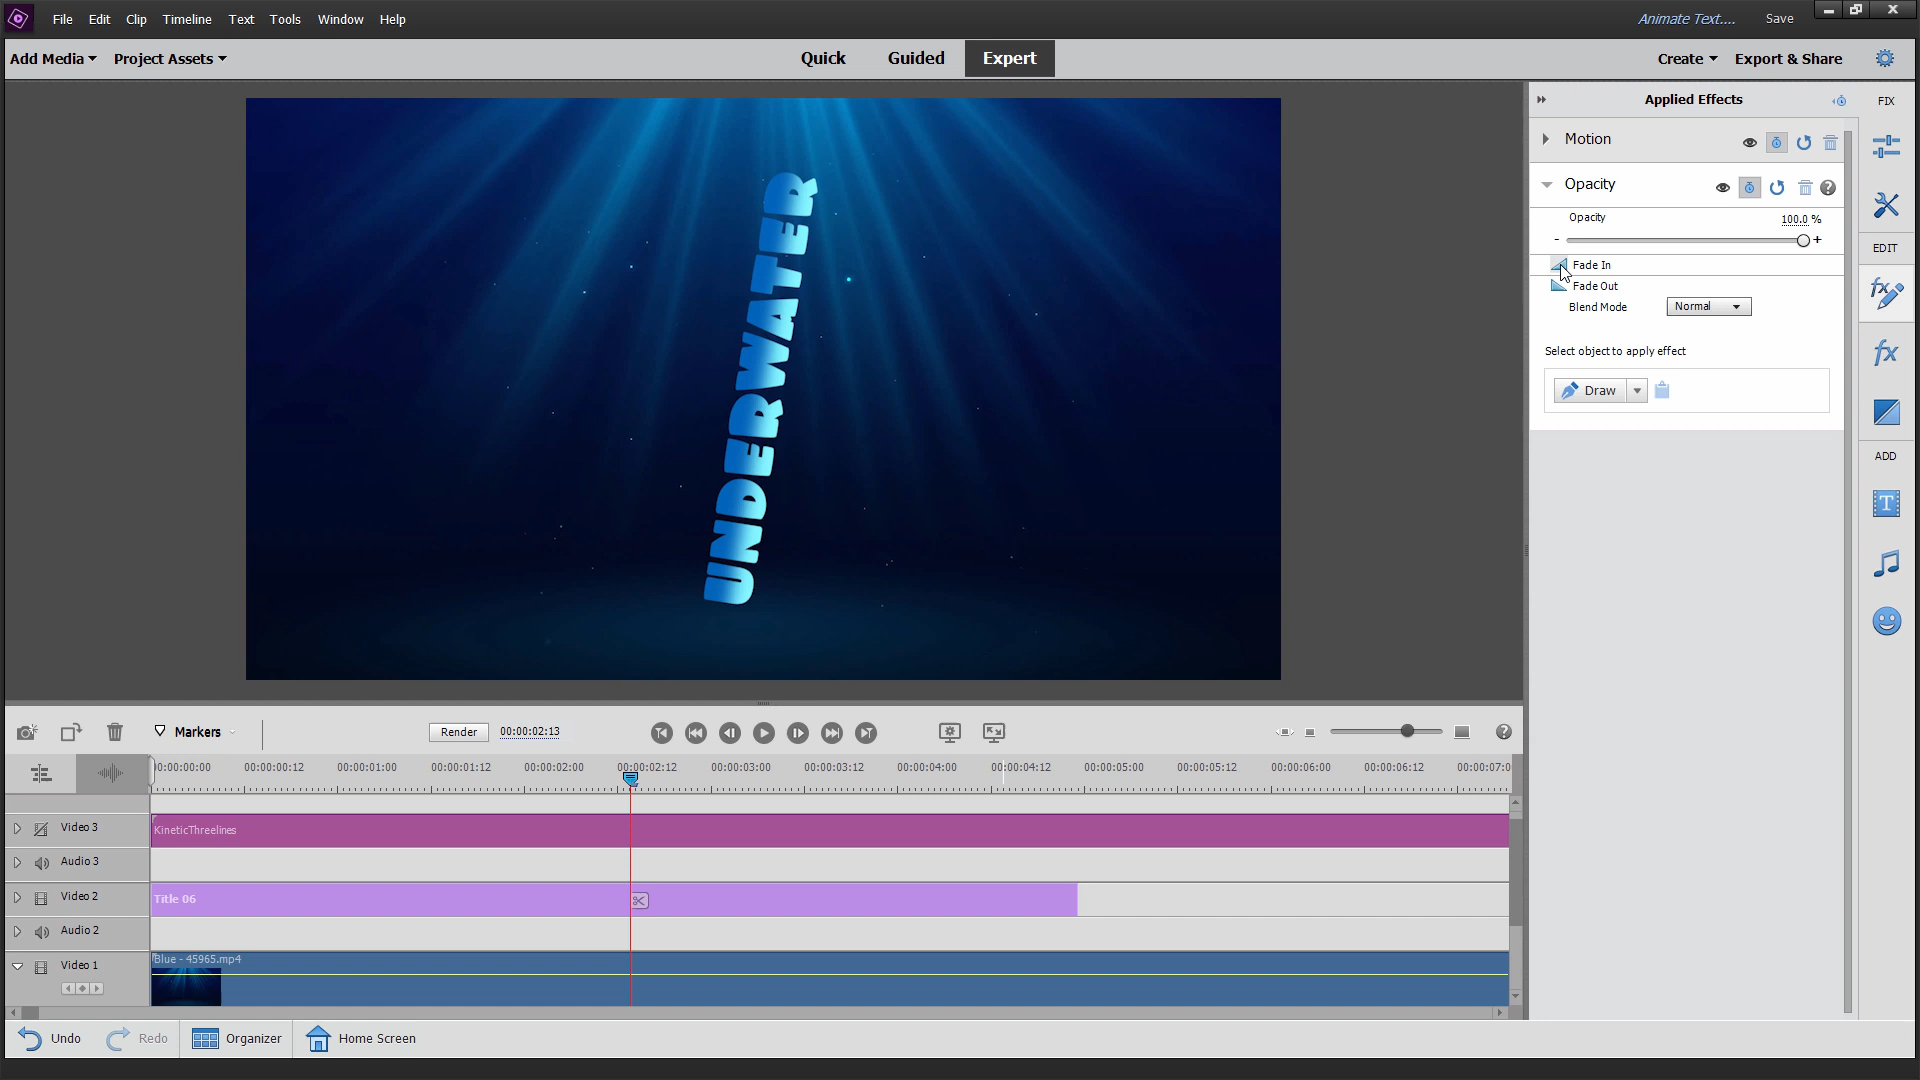 File Edit Clip Timeline Text Tools Window Help
Animate Text.... Save
Add Media Project Assets
Quick Guided Expert
Create Export & Share
Applied Effects
FIX
Motion
Opacity
Opacity 100.0 %
- +
EDIT
Fade In
Fade Out
Blend Mode Normal
Select object to apply effect
Draw
ADD
UNDERWATER
Markers
Render 00:00:02:13
00:00:00:00 00:00:00:12 00:00:01:00 00:00:01:12 00:00:02:00 00:00:02:12 00:00:03:00 00:00:03:12 00:00:04:00 00:00:04:12 00:00:05:00 00:00:05:12 00:00:06:00 00:00:06:12 00:00:07:0
Video 3 KineticThreelines
Audio 3
Video 2 Title 06
Audio 2
Video 1 Blue - 45965.mp4
Undo Redo Organizer Home Screen